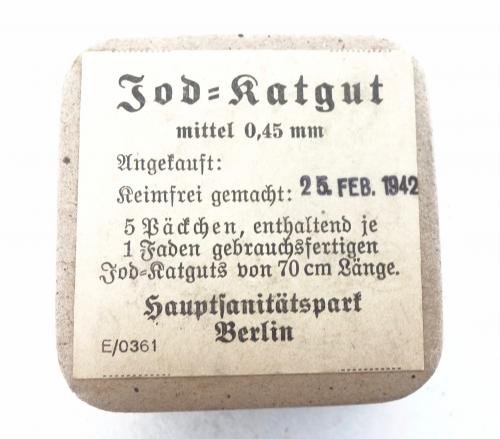 Jod-Katgut
mittel 0,45 mm
Angekauft:
Keimfrei gemacht: 25. FEB. 1942
5 Päckchen, enthaltend je
1 Faden gebrauchsfertigen
Jod-Katguts von 70 cm Länge.
Hauptsanitätspark
Berlin
E/0361